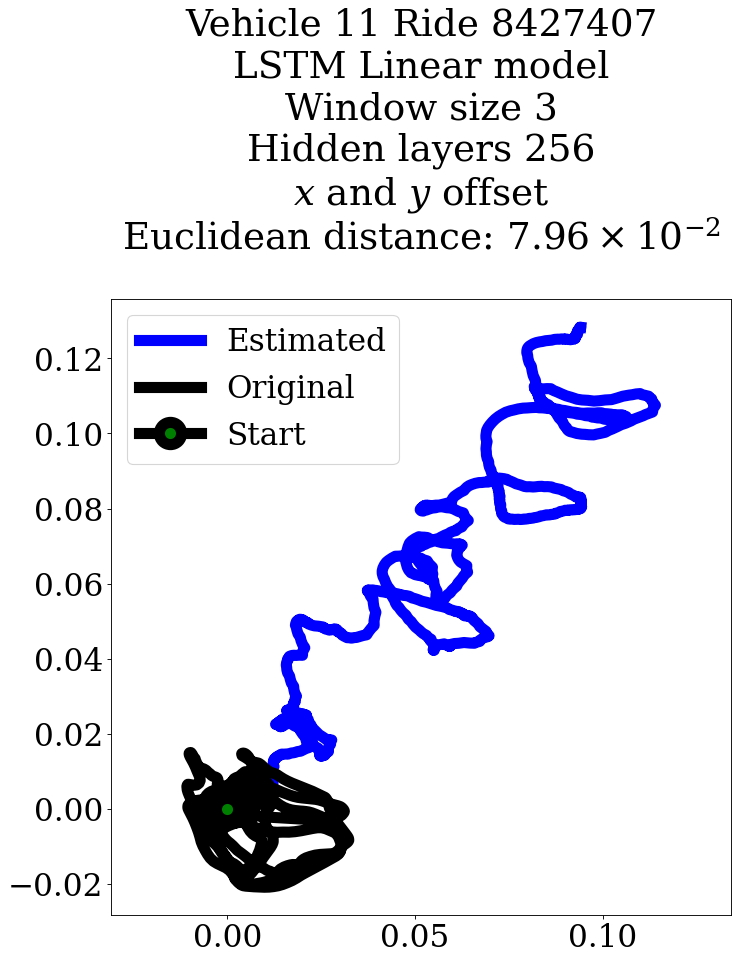 Vehicle 11 Ride 8427407
LSTM Linear model
Window size 3
Hidden layers 256
x and y offset
Euclidean distance: 7.96 × 10⁻²
Estimated
Original
Start
0.12
0.10
0.08
0.06
0.04
0.02
0.00
−0.02
0.00 0.05 0.10